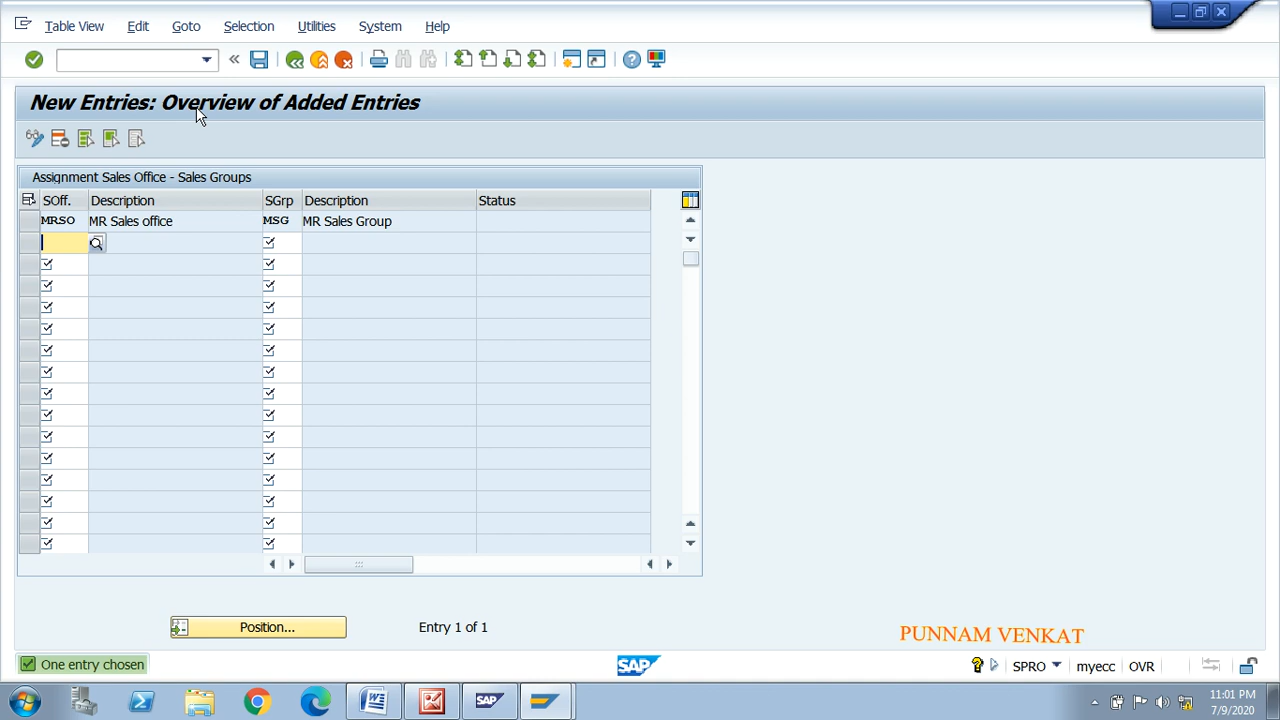 Table View Edit Goto Selection Utilities System Help
New Entries: Overview of Added Entries
Assignment Sales Office - Sales Groups
SOff. Description SGrp Description Status
MRSO MR Sales office MSG MR Sales Group
Position... Entry 1 of 1
PUNNAM VENKAT
One entry chosen SAP SPRO myecc OVR
11:01 PM
7/9/2020